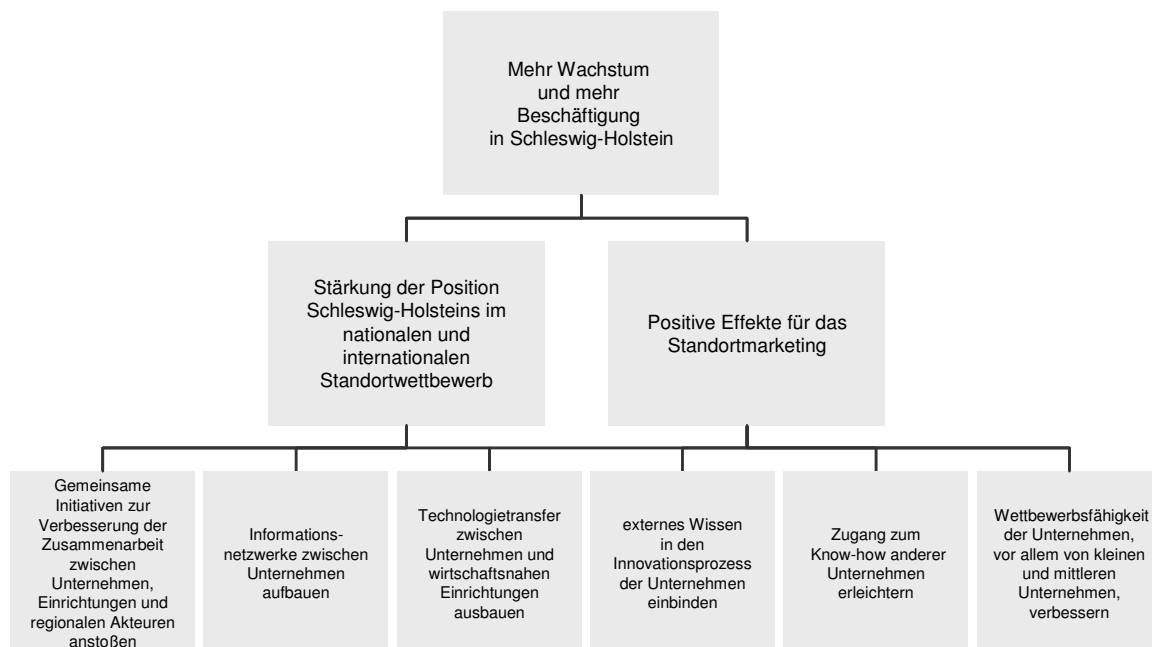 Mehr Wachstum
und mehr
Beschäftigung
in Schleswig-Holstein
Stärkung der Position
Schleswig-Holsteins im
nationalen und
internationalen
Standortwettbewerb
Positive Effekte für das
Standortmarketing
Gemeinsame
Initiativen zur
Verbesserung der
Zusammenarbeit
zwischen
Unternehmen,
Einrichtungen und
regionalen Akteuren
anstoßen
Informations-
netzwerke zwischen
Unternehmen
aufbauen
Technologietransfer
zwischen
Unternehmen und
wirtschaftsnahen
Einrichtungen
ausbauen
externes Wissen
in den
Innovationsprozess
der Unternehmen
einbinden
Zugang zum
Know-how anderer
Unternehmen
erleichtern
Wettbewerbsfähigkeit
der Unternehmen,
vor allem von kleinen
und mittleren
Unternehmen,
verbessern